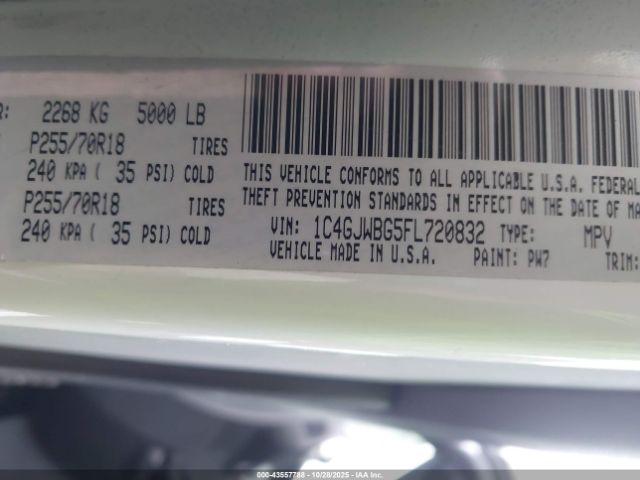 R: 2268 KG 5000 LB
P255/70R18 TIRES
240 KPA ( 35 PSI) COLD
P255/70R18 TIRES
240 KPA ( 35 PSI) COLD
THIS VEHICLE CONFORMS TO ALL APPLICABLE U.S.A. FEDERAL
THEFT PREVENTION STANDARDS IN EFFECT ON THE DATE OF MA
VIN: 1C4GJWBG5FL720832 TYPE: MPV
VEHICLE MADE IN U.S.A. PAINT: PW7 TRIM:
000-43557788 - 10/28/2025 - IAAI.COM